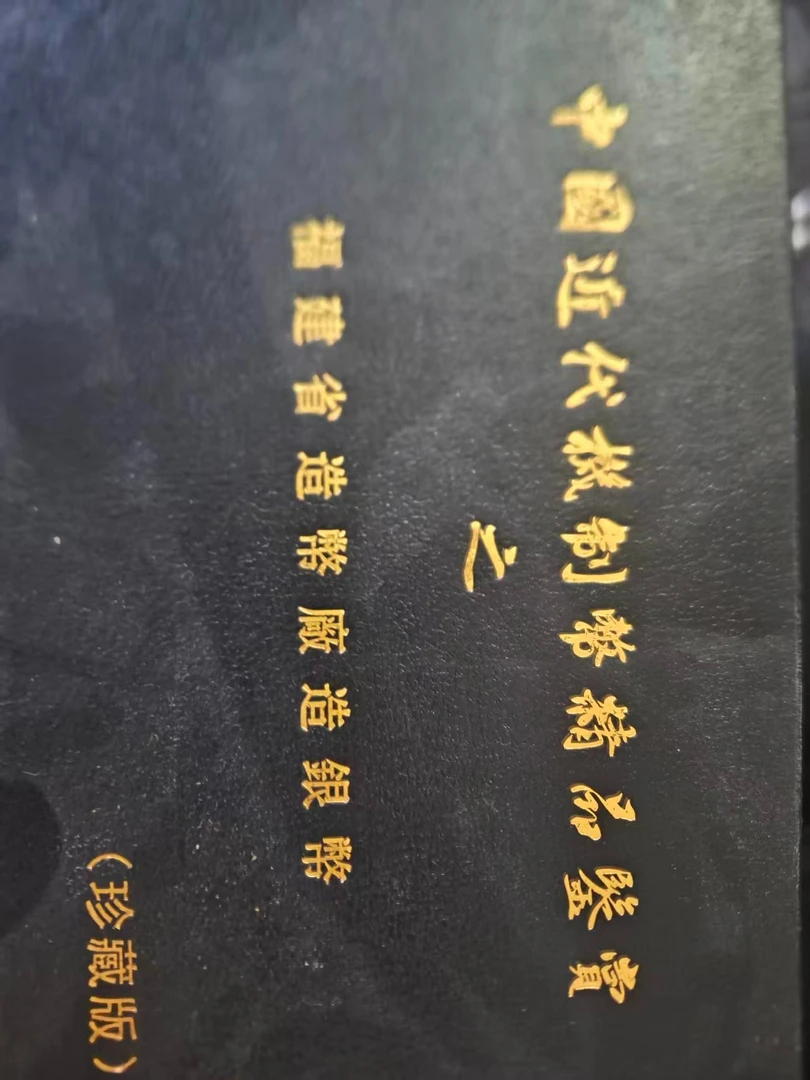 中國近代機制幣精品鑒賞
之
福建省造幣廠造銀幣
（珍藏版）